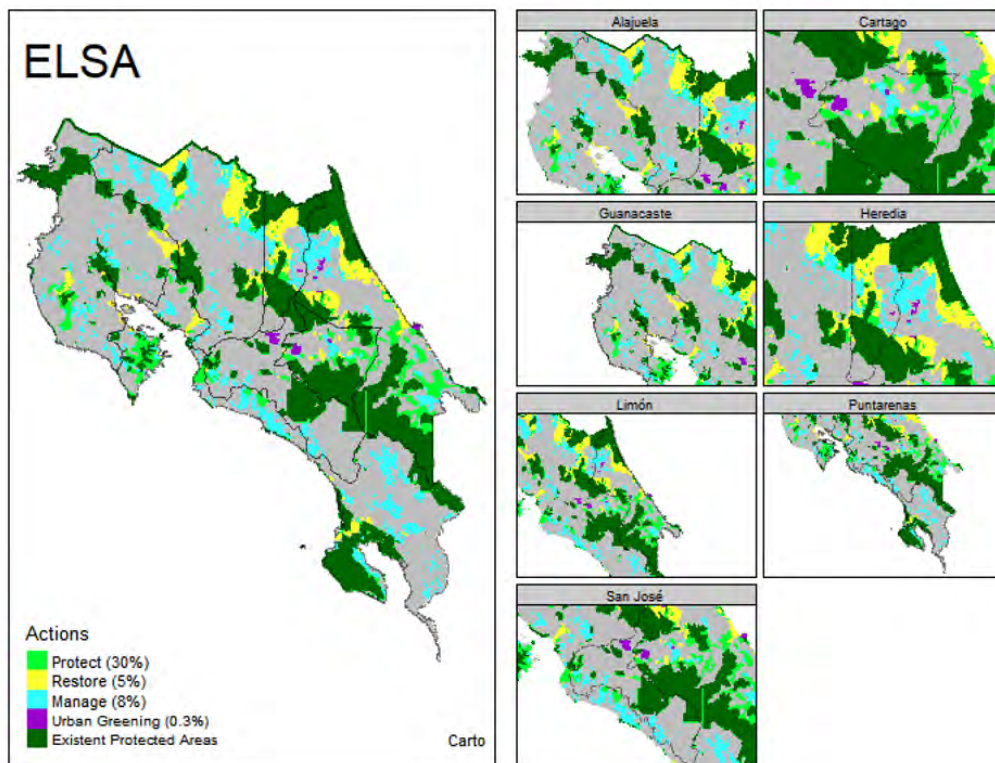 ELSA
Actions
Protect (30%)
Restore (5%)
Manage (8%)
Urban Greening (0.3%)
Existent Protected Areas
Carto
Alajuela
Cartago
Guanacaste
Heredia
Limón
Puntarenas
San José